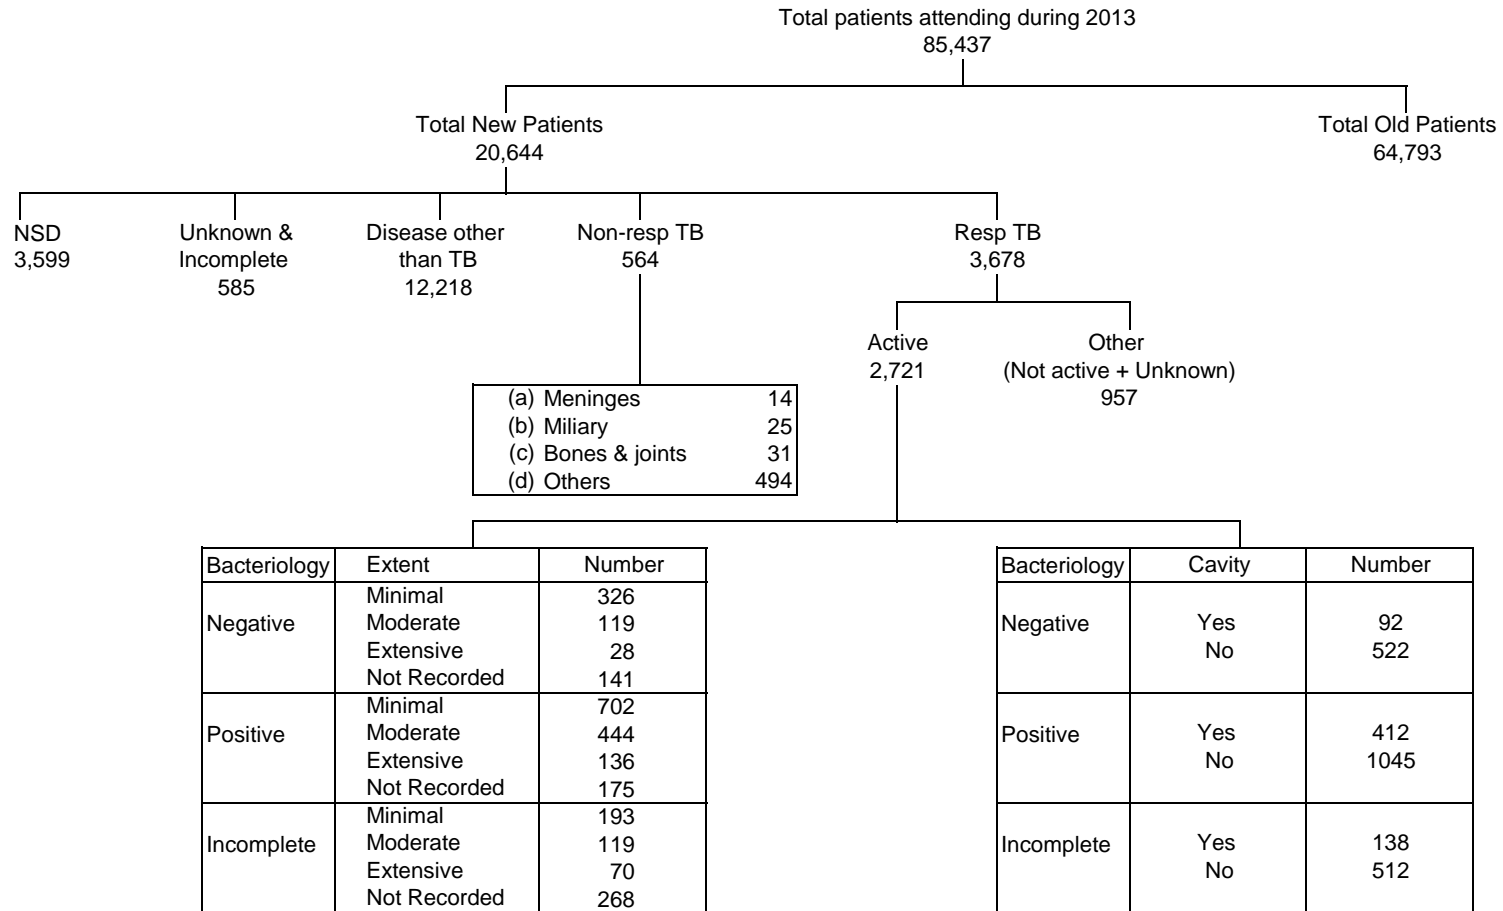 Total patients attending during 2013
85,437
Total New Patients
20,644
Total Old Patients
64,793
NSD
3,599
Unknown &
Incomplete
585
Disease other
than TB
12,218
Non-resp TB
564
Resp TB
3,678
Active
2,721
Other
(Not active + Unknown)
957
(a) Meninges 14
(b) Miliary 25
(c) Bones & joints 31
(d) Others 494
Bacteriology Extent Number
Minimal 326
Negative Moderate 119
Extensive 28
Not Recorded 141
Minimal 702
Positive Moderate 444
Extensive 136
Not Recorded 175
Minimal 193
Incomplete Moderate 119
Extensive 70
Not Recorded 268
Bacteriology Cavity Number
Negative Yes 92
No 522
Positive Yes 412
No 1045
Incomplete Yes 138
No 512